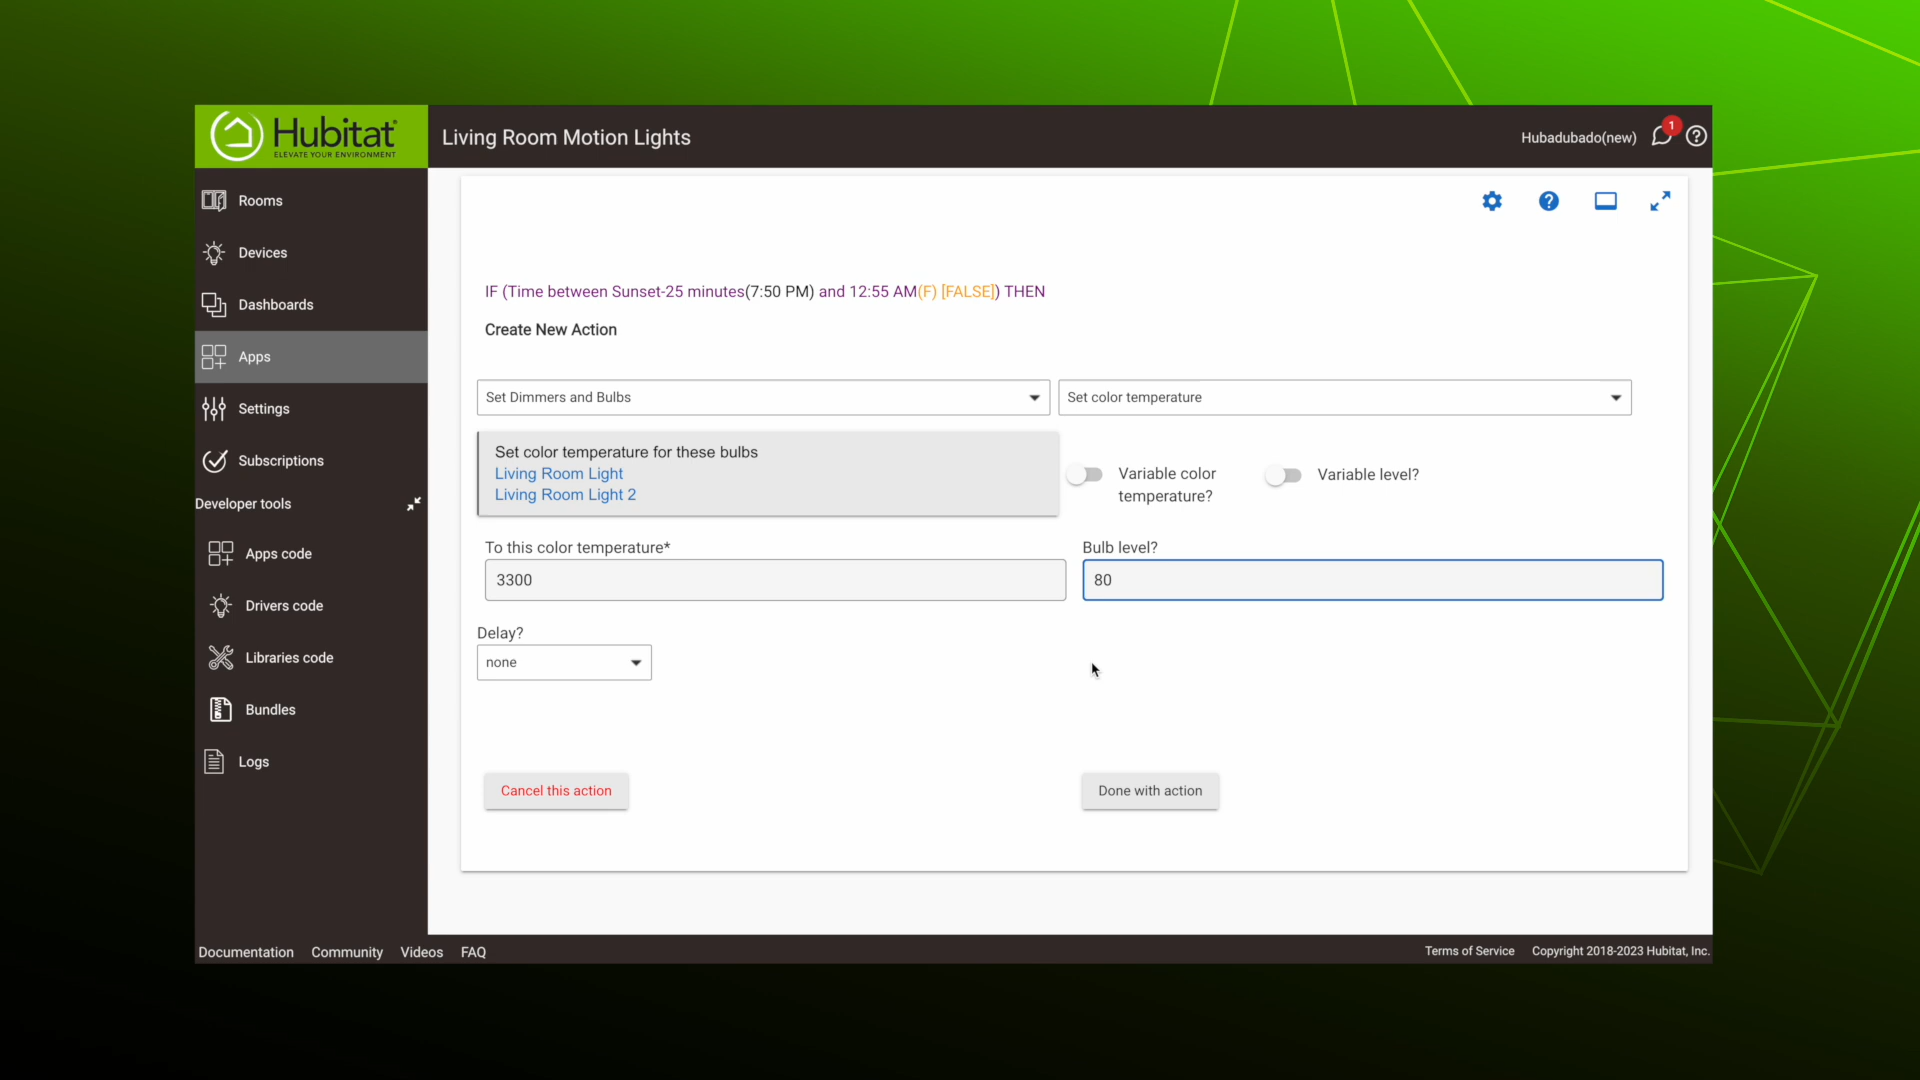 Hubitat®
ELEVATE YOUR ENVIRONMENT
Living Room Motion Lights
Hubadubado(new)
1
Rooms
Devices
Dashboards
Apps
Settings
Subscriptions
Developer tools
Apps code
Drivers code
Libraries code
Bundles
Logs
IF (Time between Sunset-25 minutes(7:50 PM) and 12:55 AM(F) [FALSE]) THEN
Create New Action
Set Dimmers and Bulbs
Set color temperature
Set color temperature for these bulbs
Living Room Light
Living Room Light 2
Variable color
temperature?
Variable level?
To this color temperature*
3300
Bulb level?
80
Delay?
none
Cancel this action
Done with action
Documentation Community Videos FAQ
Terms of Service Copyright 2018-2023 Hubitat, Inc.